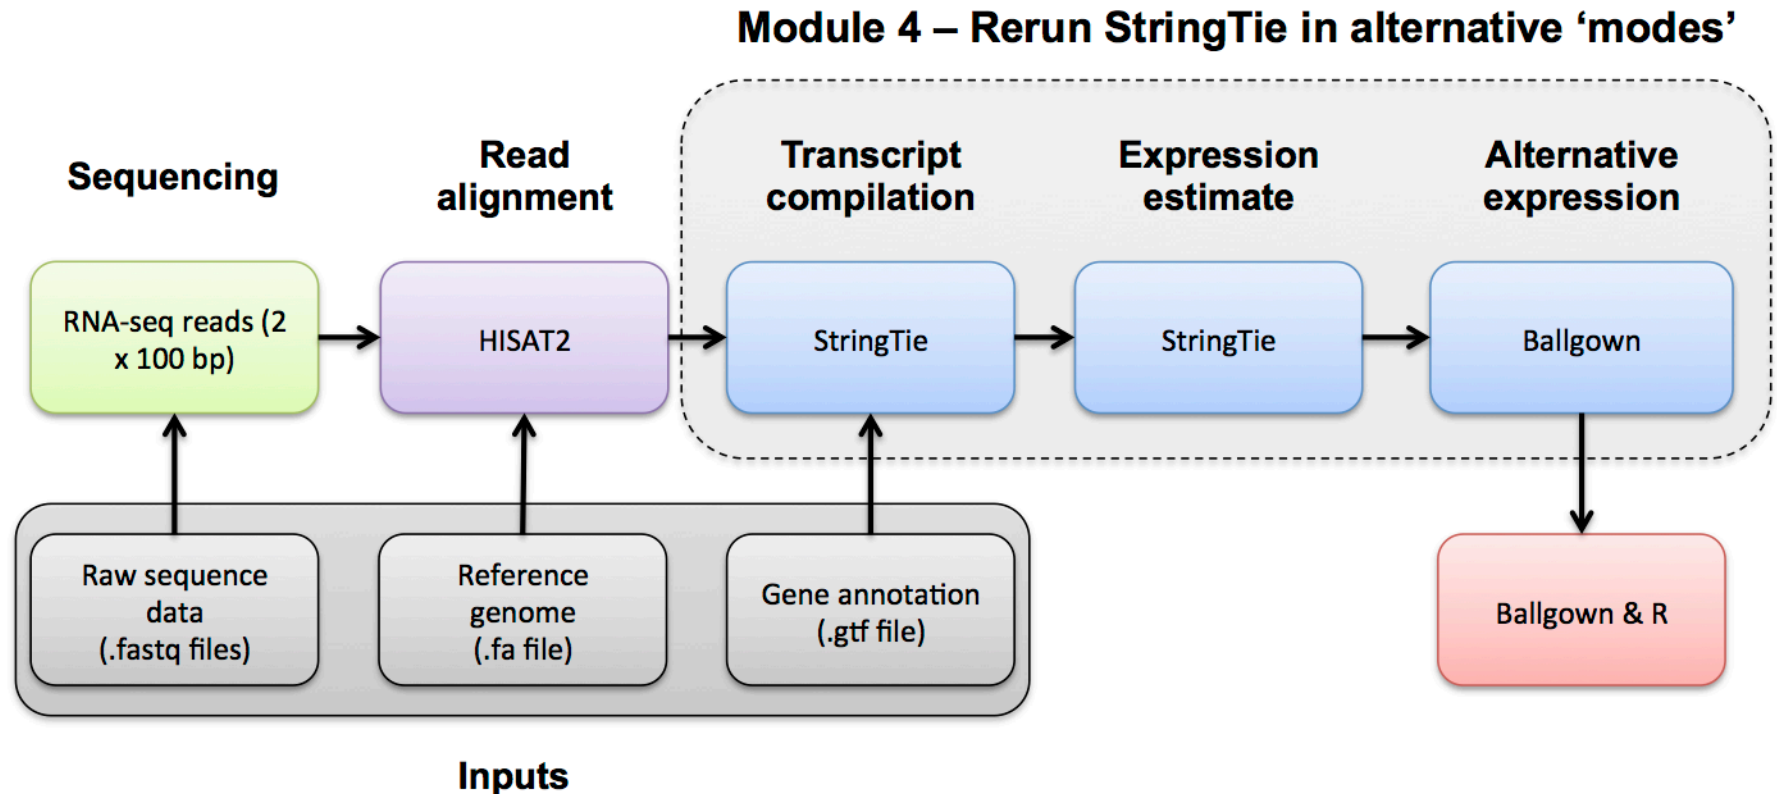 Module 4 – Rerun StringTie in alternative ‘modes’
Sequencing
Read
alignment
Transcript
compilation
Expression
estimate
Alternative
expression
RNA-seq reads (2
x 100 bp)
HISAT2
StringTie
StringTie
Ballgown
Raw sequence
data
(.fastq files)
Reference
genome
(.fa file)
Gene annotation
(.gtf file)
Ballgown & R
Inputs